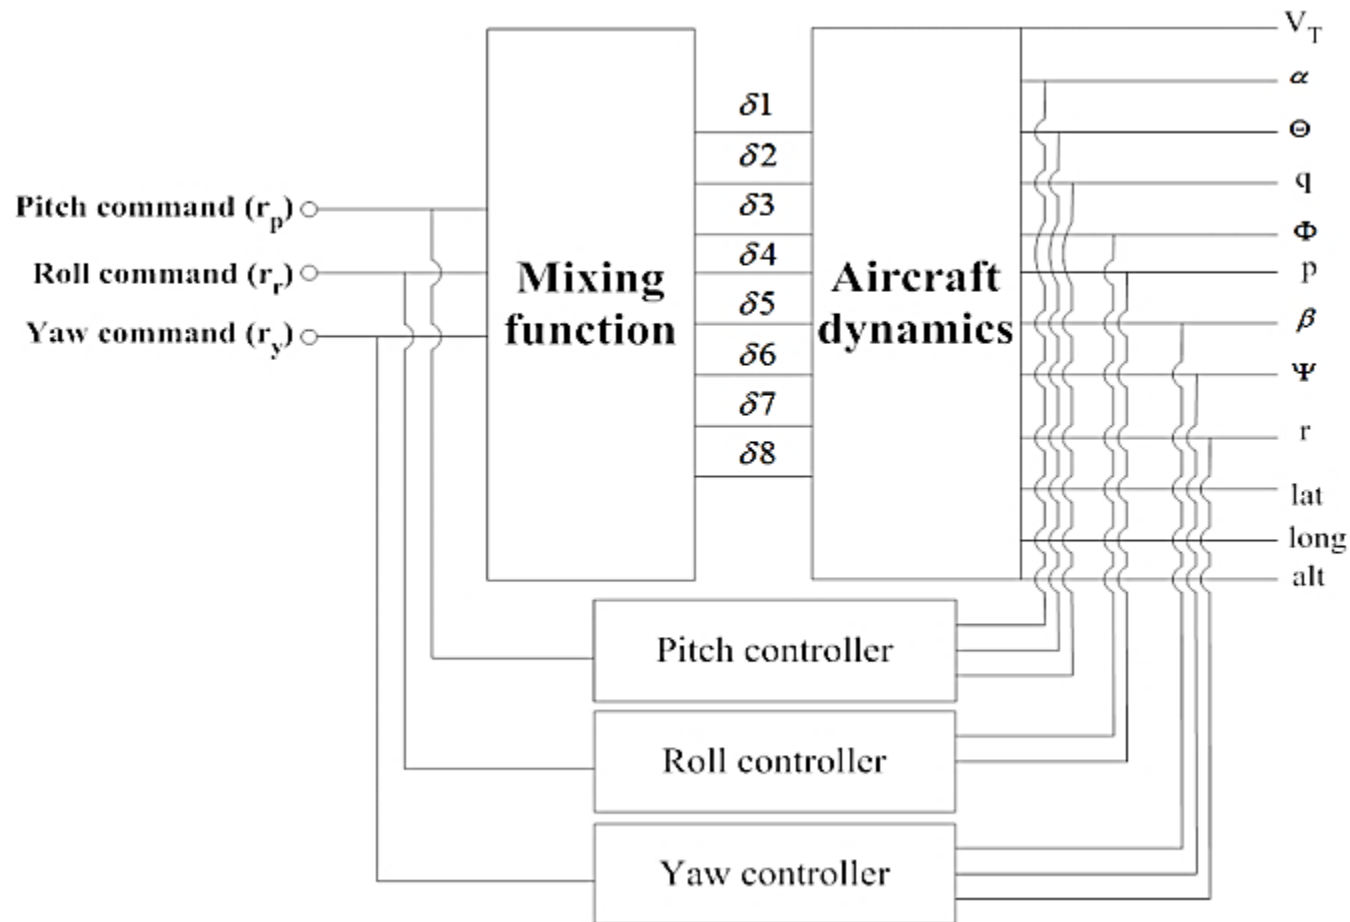 Pitch command (r_p)
Roll command (r_r)
Yaw command (r_y)
Mixing
function
δ1
δ2
δ3
δ4
δ5
δ6
δ7
δ8
Aircraft
dynamics
V_T
α
Θ
q
Φ
p
β
Ψ
r
lat
long
alt
Pitch controller
Roll controller
Yaw controller